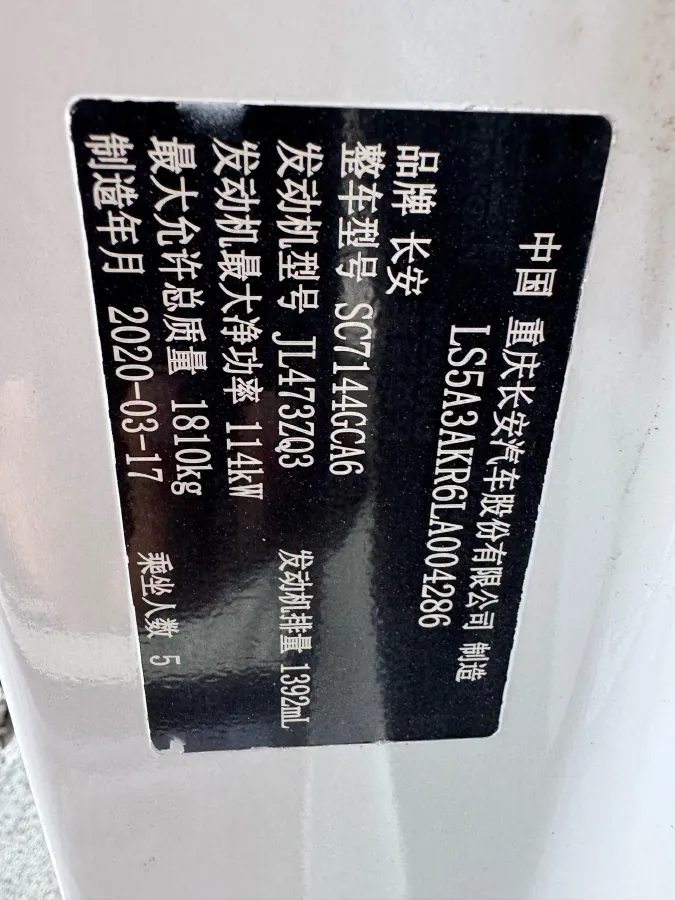 中国 重庆长安汽车股份有限公司 制造
LS5A3AKR6LA004286
品牌 长安
整车型号 SC7144GCA6
发动机型号 JL473ZQ3 发动机排量 1392mL
发动机最大净功率 114kW
最大允许总质量 1810kg
制造年月 2020-03-17 乘坐人数 5